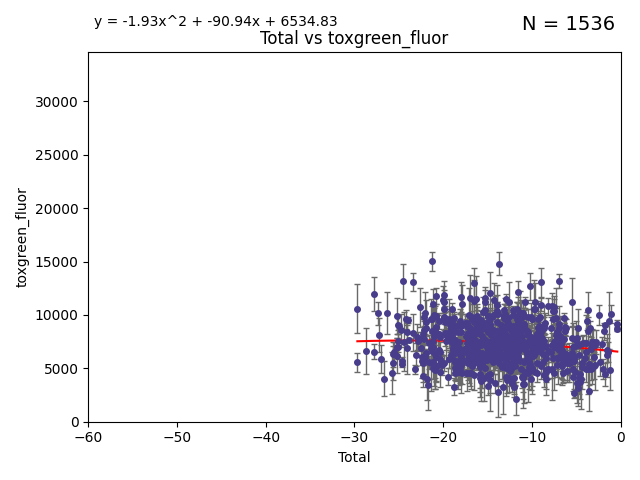 y = -1.93x^2 + -90.94x + 6534.83
N = 1536
Total vs toxgreen_fluor
toxgreen_fluor
30000
25000
20000
15000
10000
5000
0
−60
−50
−40
−30
−20
−10
0
Total